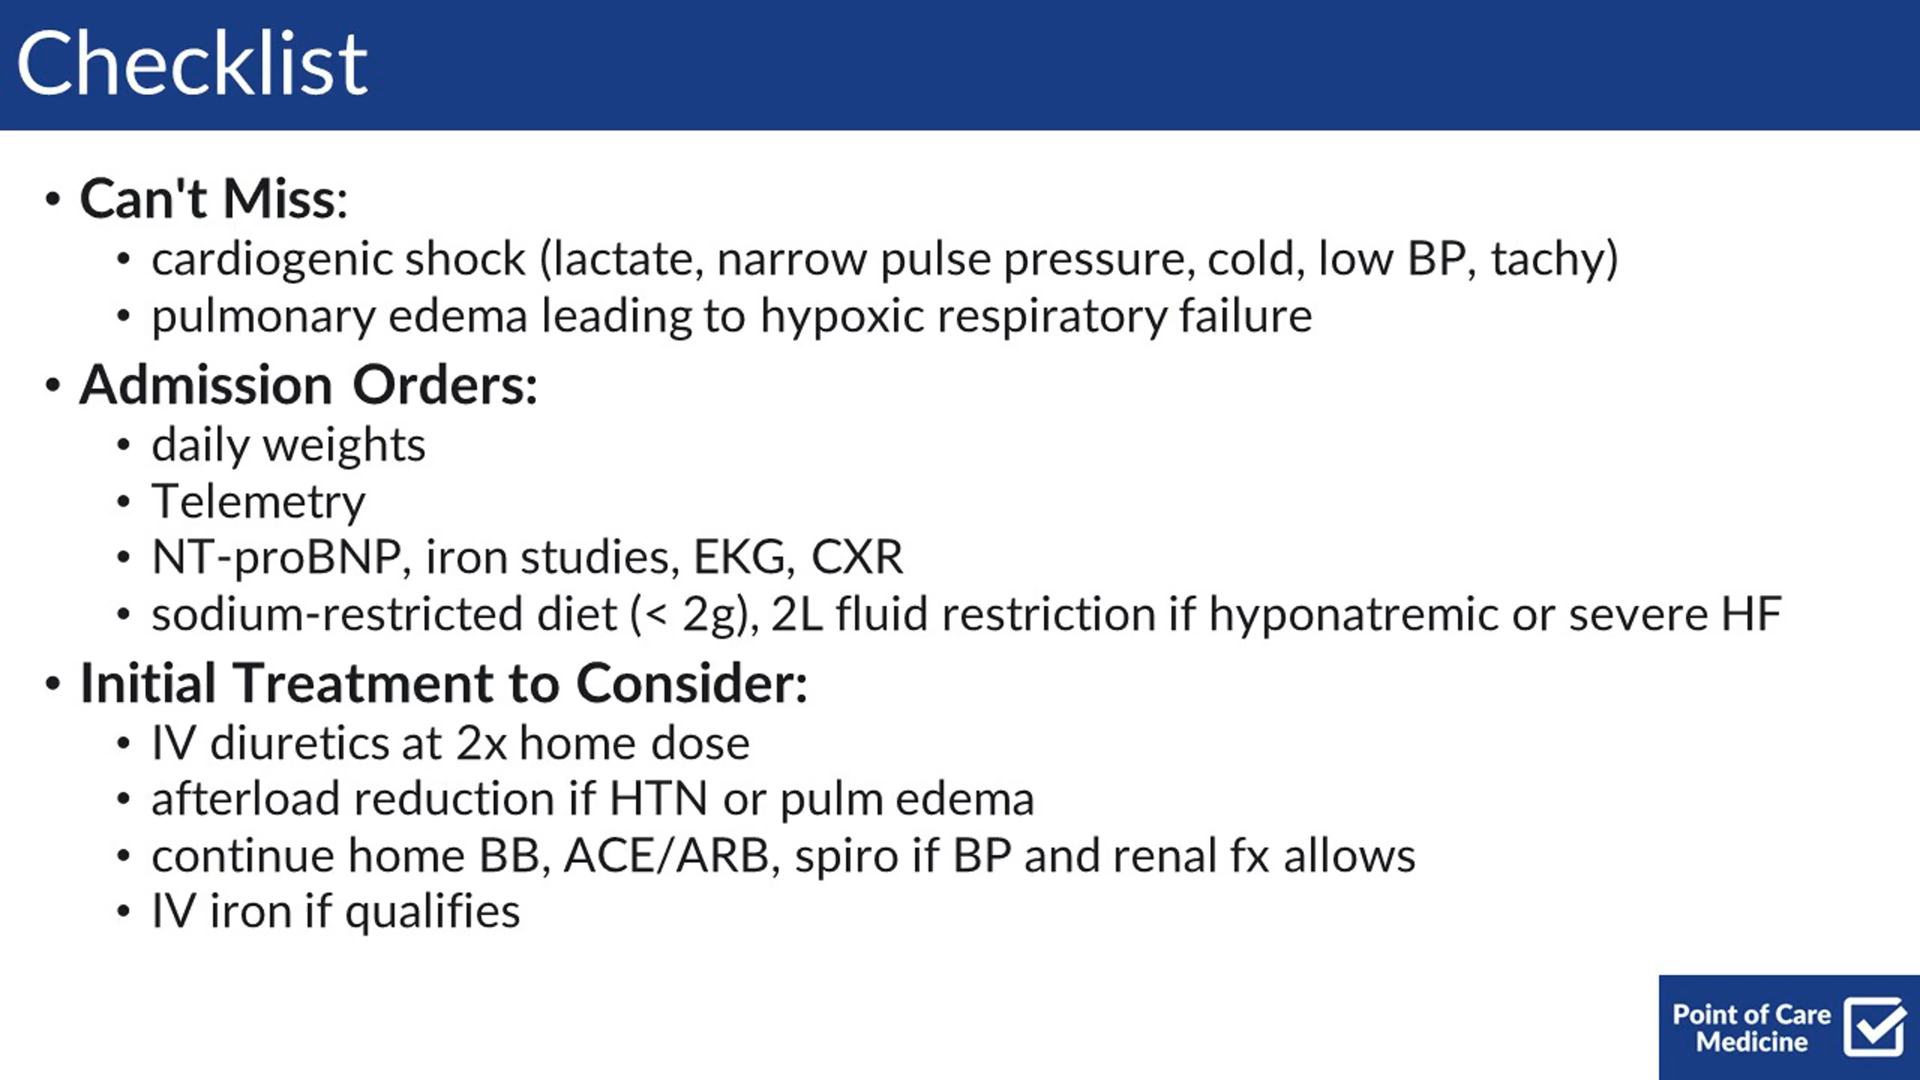 Checklist
• Can't Miss:
• cardiogenic shock (lactate, narrow pulse pressure, cold, low BP, tachy)
• pulmonary edema leading to hypoxic respiratory failure
• Admission Orders:
• daily weights
• Telemetry
• NT-proBNP, iron studies, EKG, CXR
• sodium-restricted diet (< 2g), 2L fluid restriction if hyponatremic or severe HF
• Initial Treatment to Consider:
• IV diuretics at 2x home dose
• afterload reduction if HTN or pulm edema
• continue home BB, ACE/ARB, spiro if BP and renal fx allows
• IV iron if qualifies
Point of Care
Medicine